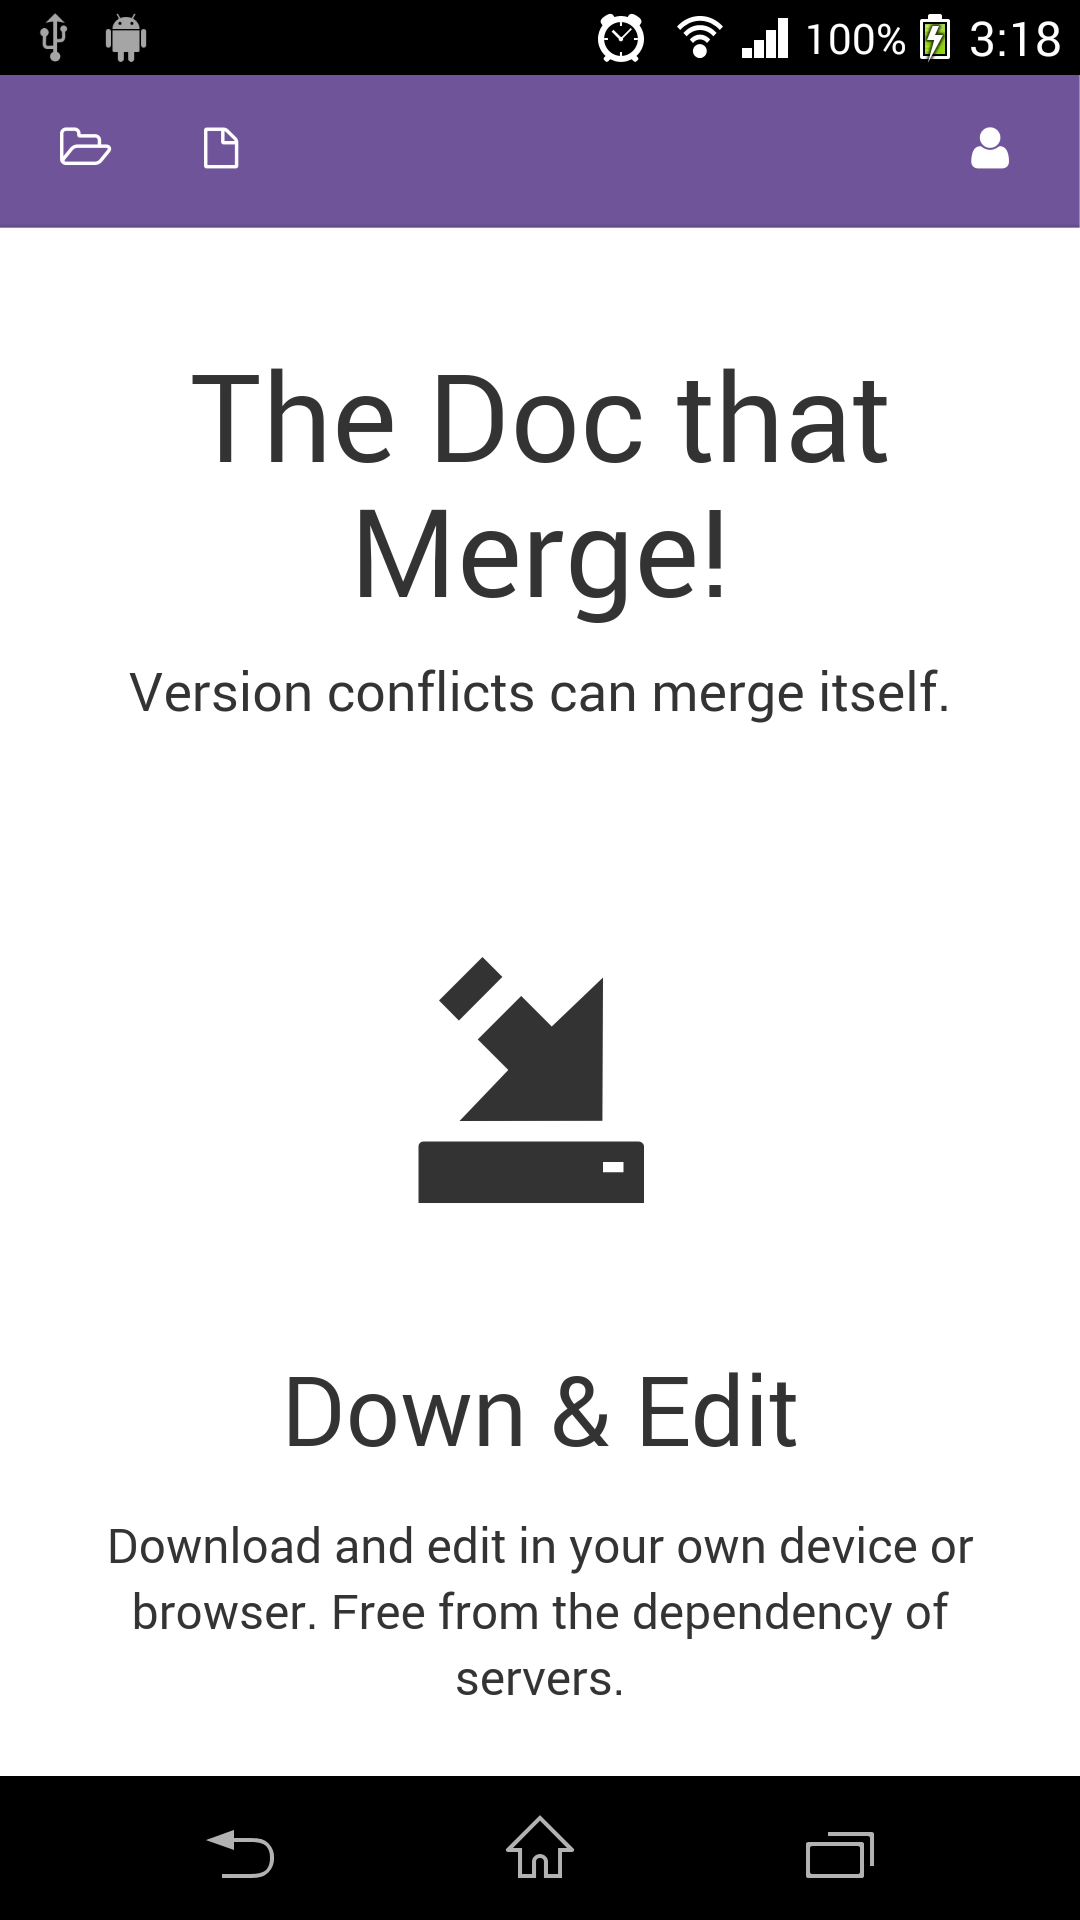 100% 3:18
The Doc that
Merge!
Version conflicts can merge itself.
Down & Edit
Download and edit in your own device or
browser. Free from the dependency of
servers.